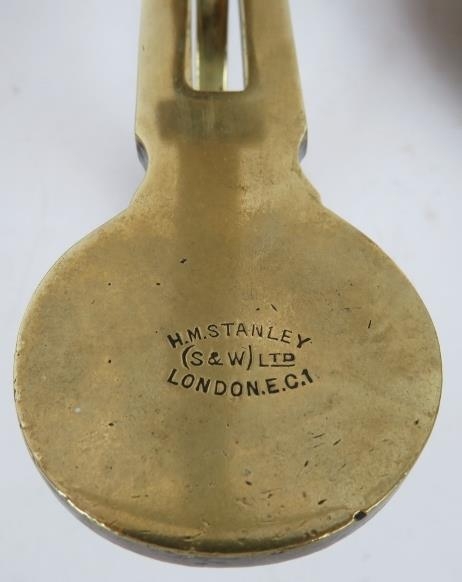 H.M.STANLEY
(S & W) LTD
LONDON.E.C.1